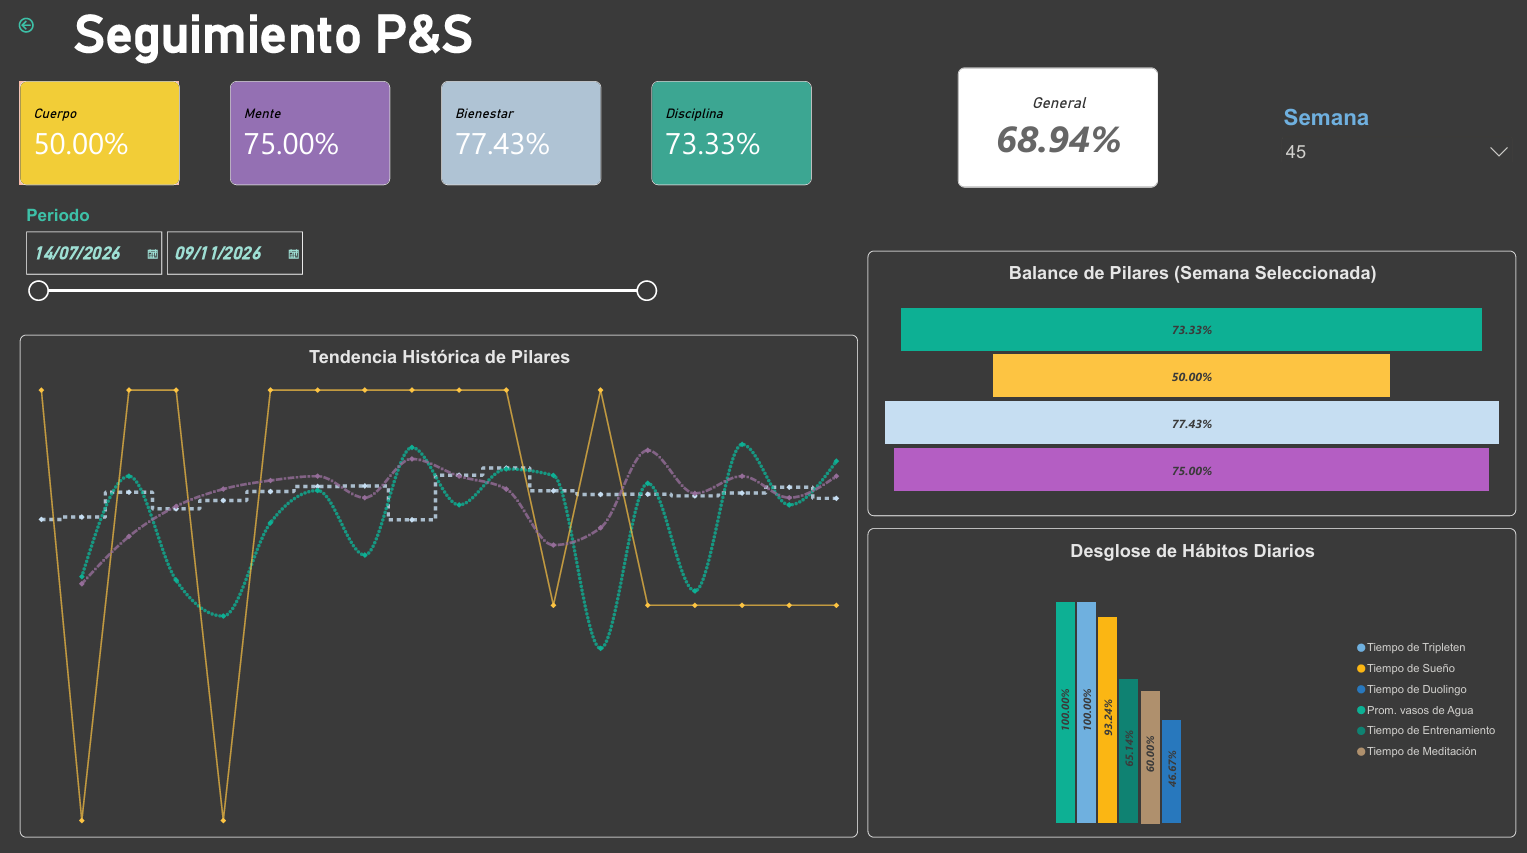 Seguimiento P&S
Cuerpo
50.00%
Mente
75.00%
Bienestar
77.43%
Disciplina
73.33%
General
68.94%
Semana
45
Periodo
14/07/2026
09/11/2026
Tendencia Histórica de Pilares
Balance de Pilares (Semana Seleccionada)
73.33%
50.00%
77.43%
75.00%
Desglose de Hábitos Diarios
100.00%
100.00%
93.24%
65.14%
60.00%
46.67%
Tiempo de Tripleten
Tiempo de Sueño
Tiempo de Duolingo
Prom. vasos de Agua
Tiempo de Entrenamiento
Tiempo de Meditación